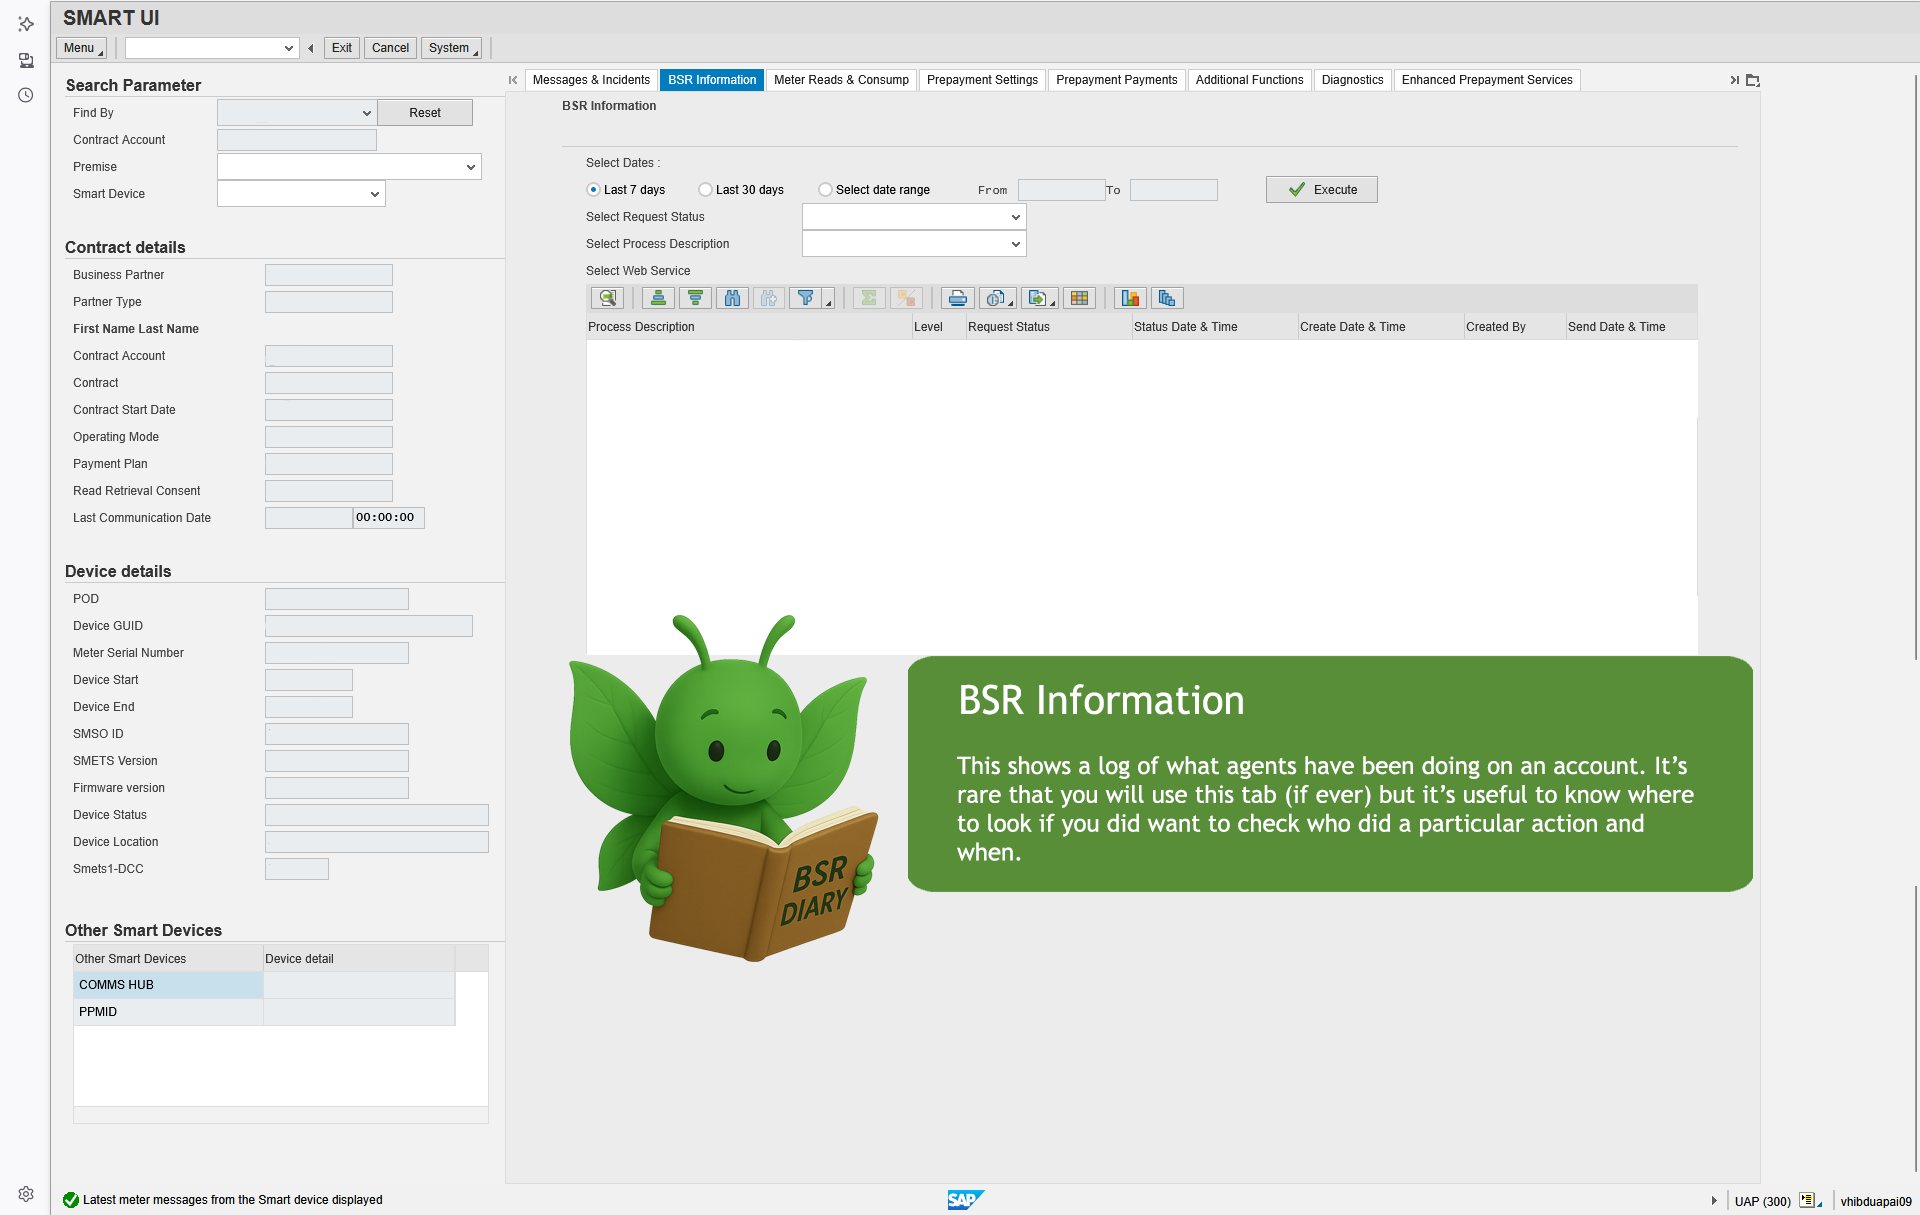 SMART UI
Menu
Exit
Cancel
System
Search Parameter
Find By
Reset
Contract Account
Premise
Smart Device
Contract details
Business Partner
Partner Type
First Name Last Name
Contract Account
Contract
Contract Start Date
Operating Mode
Payment Plan
Read Retrieval Consent
Last Communication Date
00:00:00
Device details
POD
Device GUID
Meter Serial Number
Device Start
Device End
SMSO ID
SMETS Version
Firmware version
Device Status
Device Location
Smets1-DCC
Other Smart Devices
Other Smart Devices Device detail
COMMS HUB
PPMID
Messages & Incidents
BSR Information
Meter Reads & Consump
Prepayment Settings
Prepayment Payments
Additional Functions
Diagnostics
Enhanced Prepayment Services
BSR Information
Select Dates :
Last 7 days Last 30 days Select date range From To Execute
Select Request Status
Select Process Description
Select Web Service
Process Description Level Request Status Status Date & Time Create Date & Time Created By Send Date & Time
BSR
DIARY
BSR Information
This shows a log of what agents have been doing on an account. It's
rare that you will use this tab (if ever) but it's useful to know where
to look if you did want to check who did a particular action and
when.
Latest meter messages from the Smart device displayed
SAP
UAP (300)
vhibduapai09